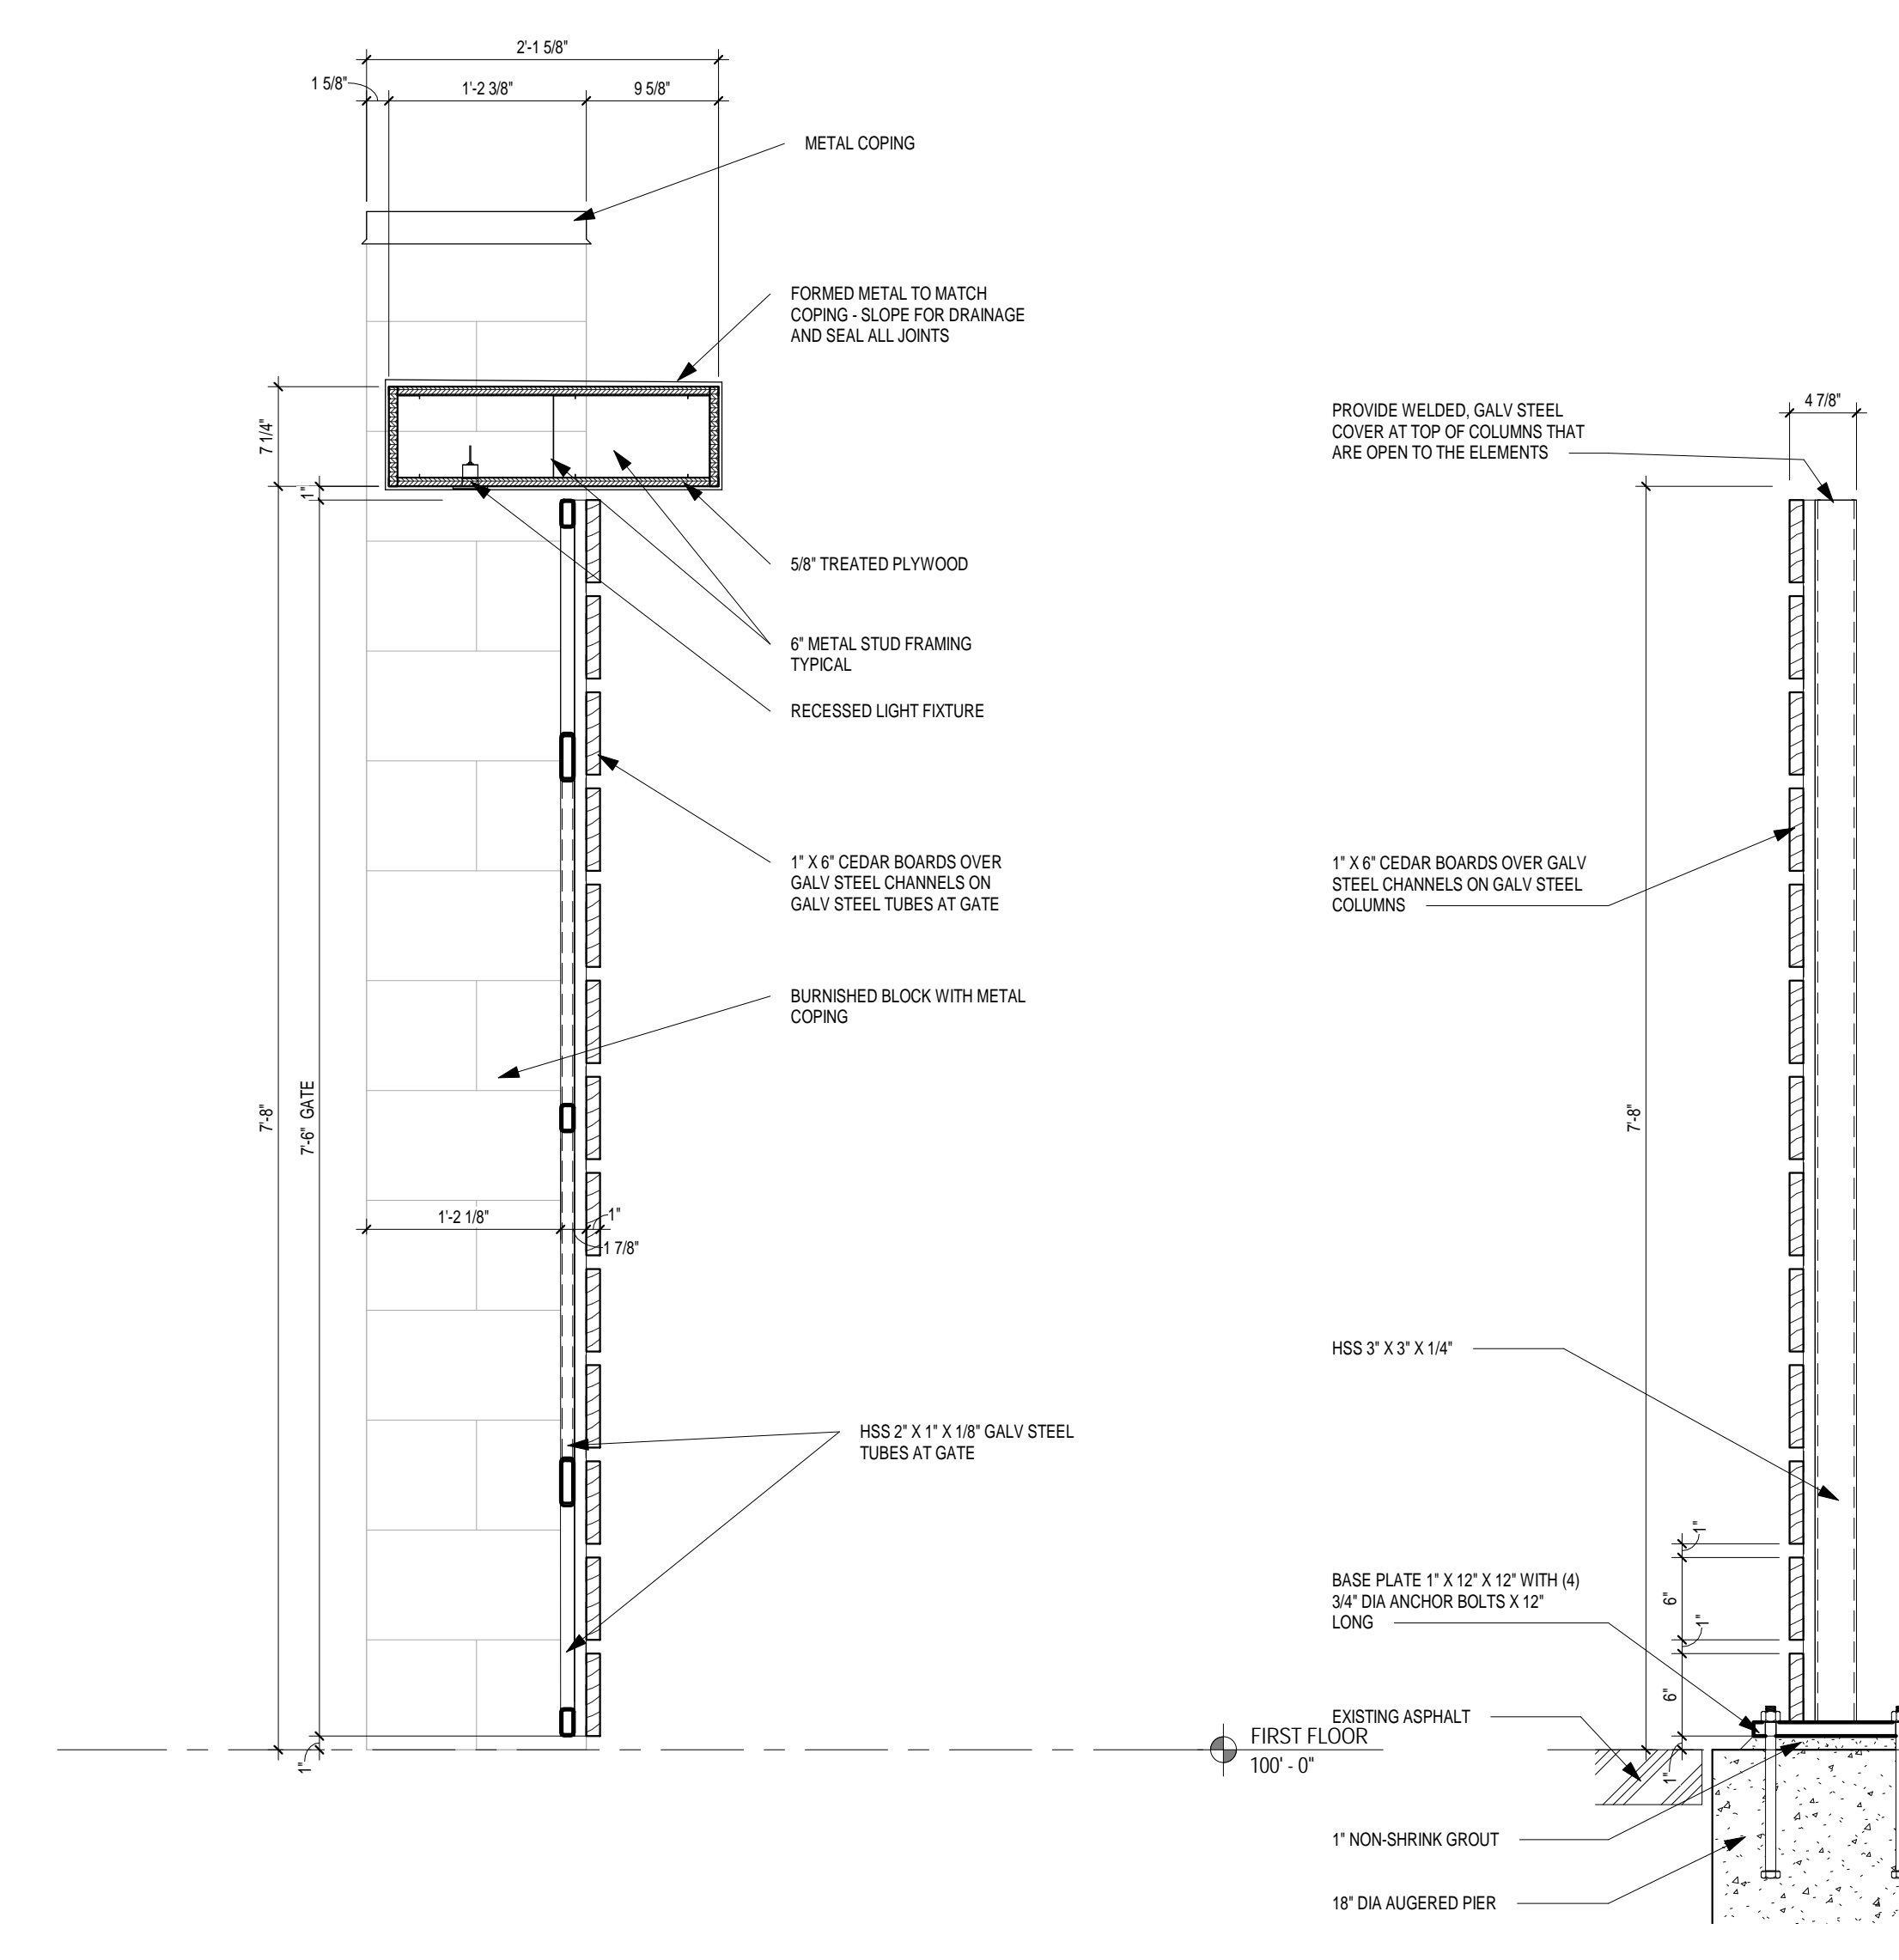 2'-1 5/8"
1 5/8"
1'-2 3/8"
9 5/8"
METAL COPING
FORMED METAL TO MATCH
COPING - SLOPE FOR DRAINAGE
AND SEAL ALL JOINTS
7 1/4"
1"
5/8" TREATED PLYWOOD
6" METAL STUD FRAMING
TYPICAL
RECESSED LIGHT FIXTURE
1" X 6" CEDAR BOARDS OVER
GALV STEEL CHANNELS ON
GALV STEEL TUBES AT GATE
BURNISHED BLOCK WITH METAL
COPING
7'-8"
7'-6" GATE
1'-2 1/8"
1"
1 7/8"
HSS 2" X 1" X 1/8" GALV STEEL
TUBES AT GATE
1"
FIRST FLOOR
100' - 0"
PROVIDE WELDED, GALV STEEL
COVER AT TOP OF COLUMNS THAT
ARE OPEN TO THE ELEMENTS
4 7/8"
1" X 6" CEDAR BOARDS OVER GALV
STEEL CHANNELS ON GALV STEEL
COLUMNS
7'-8"
HSS 3" X 3" X 1/4"
1"
6"
1"
6"
1"
BASE PLATE 1" X 12" X 12" WITH (4)
3/4" DIA ANCHOR BOLTS X 12"
LONG
EXISTING ASPHALT
1" NON-SHRINK GROUT
18" DIA AUGERED PIER